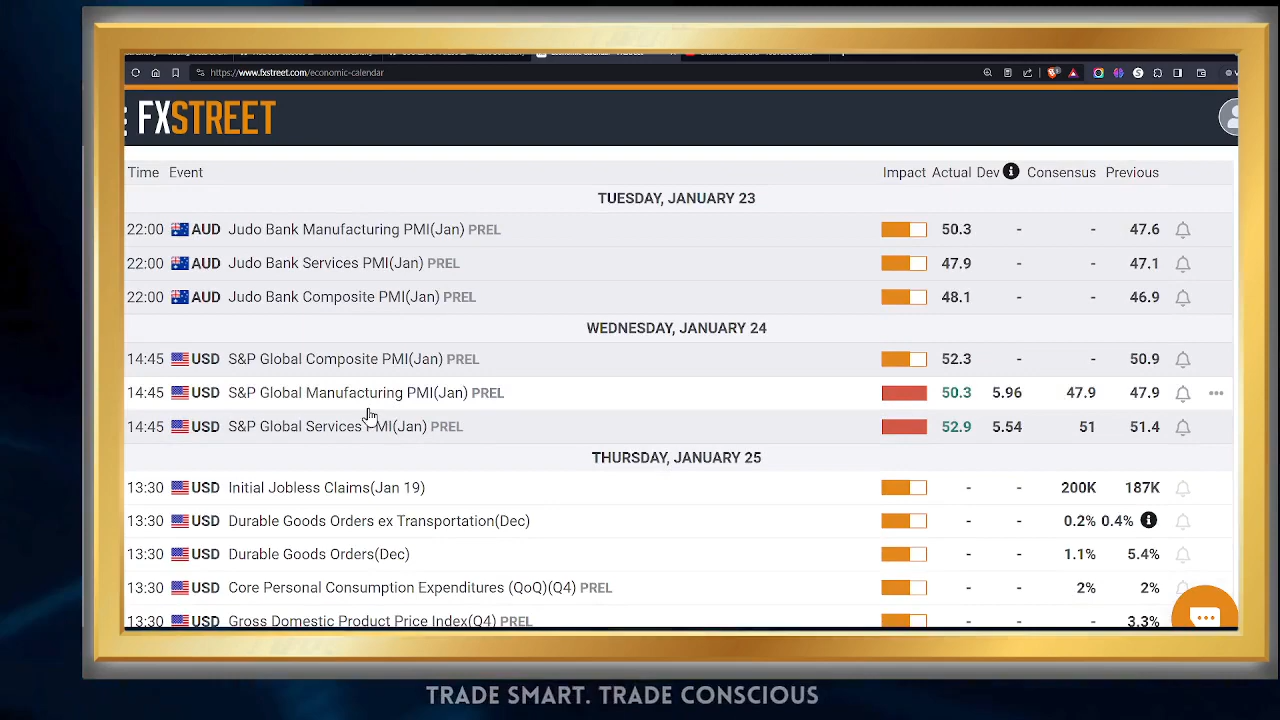 https://www.fxstreet.com/economic-calendar
FXSTREET
Time Event Impact Actual Dev i Consensus Previous
TUESDAY, JANUARY 23
22:00 AUD Judo Bank Manufacturing PMI(Jan) PREL 50.3 - - 47.6
22:00 AUD Judo Bank Services PMI(Jan) PREL 47.9 - - 47.1
22:00 AUD Judo Bank Composite PMI(Jan) PREL 48.1 - - 46.9
WEDNESDAY, JANUARY 24
14:45 USD S&P Global Composite PMI(Jan) PREL 52.3 - - 50.9
14:45 USD S&P Global Manufacturing PMI(Jan) PREL 50.3 5.96 47.9 47.9
14:45 USD S&P Global Services PMI(Jan) PREL 52.9 5.54 51 51.4
THURSDAY, JANUARY 25
13:30 USD Initial Jobless Claims(Jan 19) - - 200K 187K
13:30 USD Durable Goods Orders ex Transportation(Dec) - - 0.2% 0.4% i
13:30 USD Durable Goods Orders(Dec) - - 1.1% 5.4%
13:30 USD Core Personal Consumption Expenditures (QoQ)(Q4) PREL - - 2% 2%
13:30 USD Gross Domestic Product Price Index(Q4) PREL - - - 3.3%
TRADE SMART. TRADE CONSCIOUS